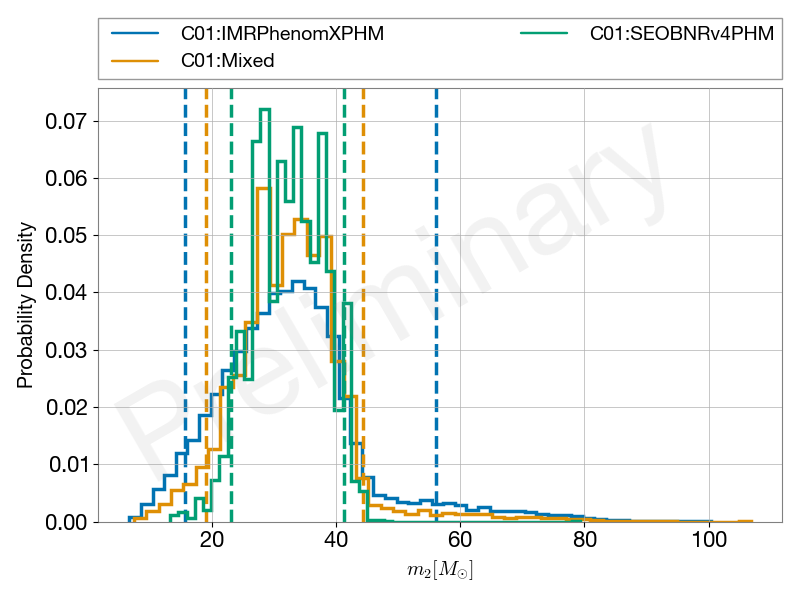 C01:IMRPhenomXPHM
C01:Mixed
C01:SEOBNRv4PHM
Probability Density
0.07
0.06
0.05
0.04
0.03
0.02
0.01
0.00
20 40 60 80 100
m₂[M☉]
Preliminary